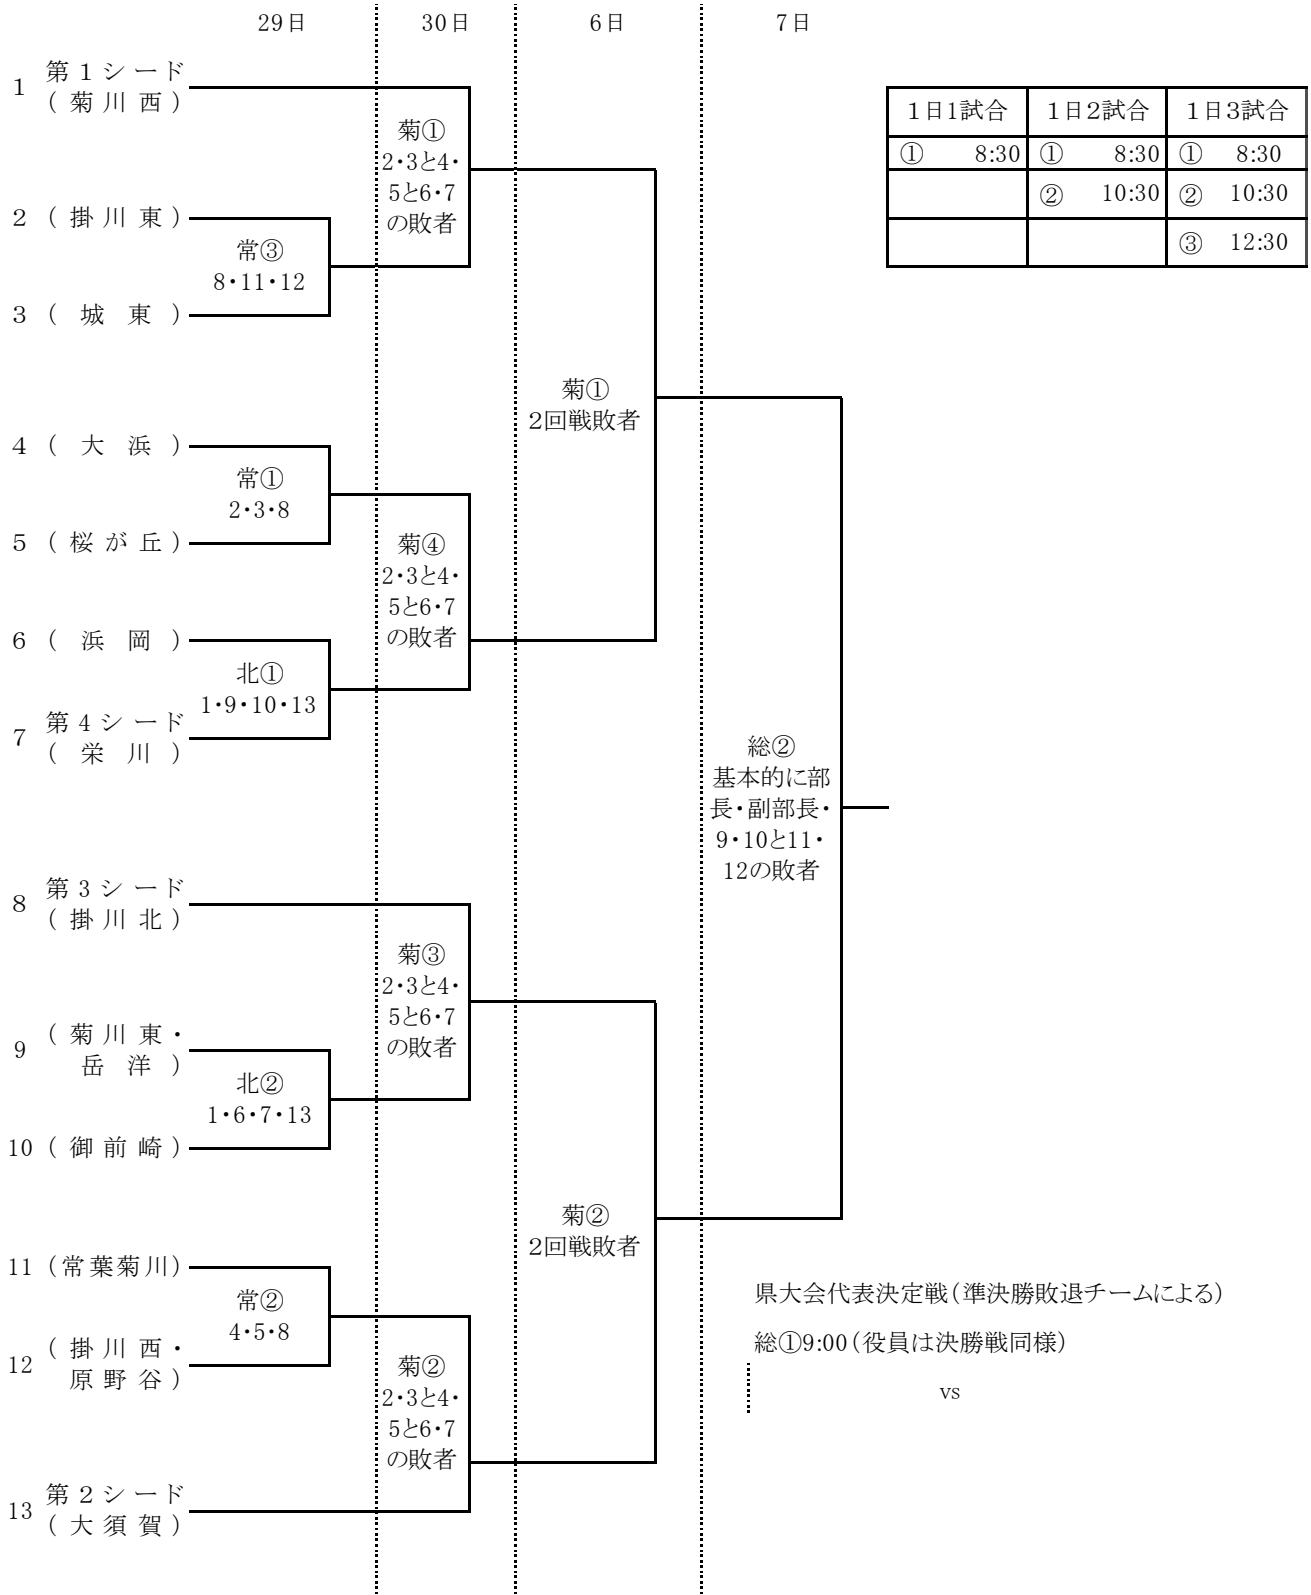 29日 30日 6日 7日
1 第１シード
（菊川西）
１日1試合 １日２試合 １日３試合
① 8:30 ① 8:30 ① 8:30
② 10:30 ② 10:30
③ 12:30
菊①
2・3と4・
5と6・7
の敗者
2 （掛川東）
常③
8・11・12
3 （城東）
菊①
２回戦敗者
4 （大浜）
常①
2・3・8
5 （桜が丘）
菊④
2・3と4・
5と6・7
の敗者
6 （浜岡）
北①
1・9・10・13
7 第４シード
（栄川）
総②
基本的に部
長・副部長・
9・10と11・
12の敗者
8 第３シード
（掛川北）
菊③
2・3と4・
5と6・7
の敗者
9 （菊川東・
岳洋）
北②
1・6・7・13
10 （御前崎）
菊②
２回戦敗者
11 （常葉菊川）
常②
4・5・8
12 （掛川西・
原野谷）
菊②
2・3と4・
5と6・7
の敗者
県大会代表決定戦（準決勝敗退チームによる）
総①9:00（役員は決勝戦同様）
vs
13 第２シード
（大須賀）